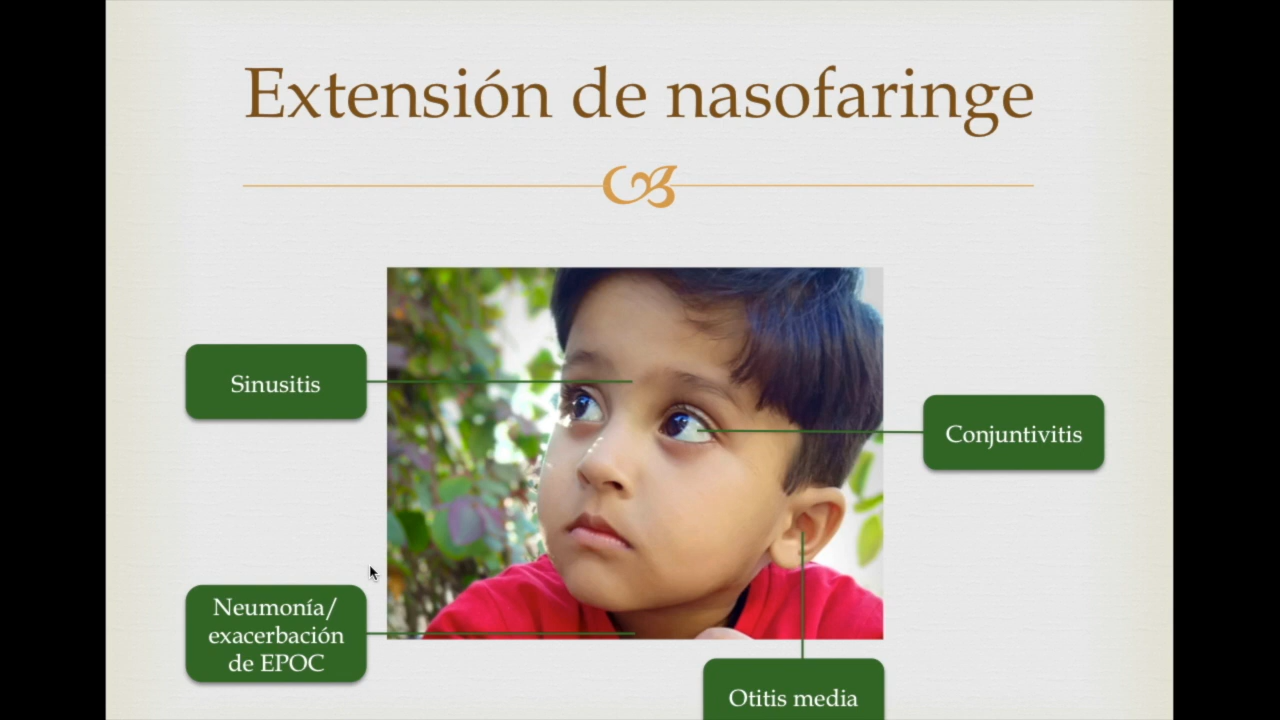 Extensión de nasofaringe
Sinusitis
Conjuntivitis
Neumonía/
exacerbación
de EPOC
Otitis media